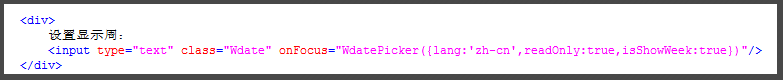 <div>
设置显示周：
<input type="text" class="Wdate" onFocus="WdatePicker({lang:'zh-cn',readOnly:true,isShowWeek:true})"/>
</div>